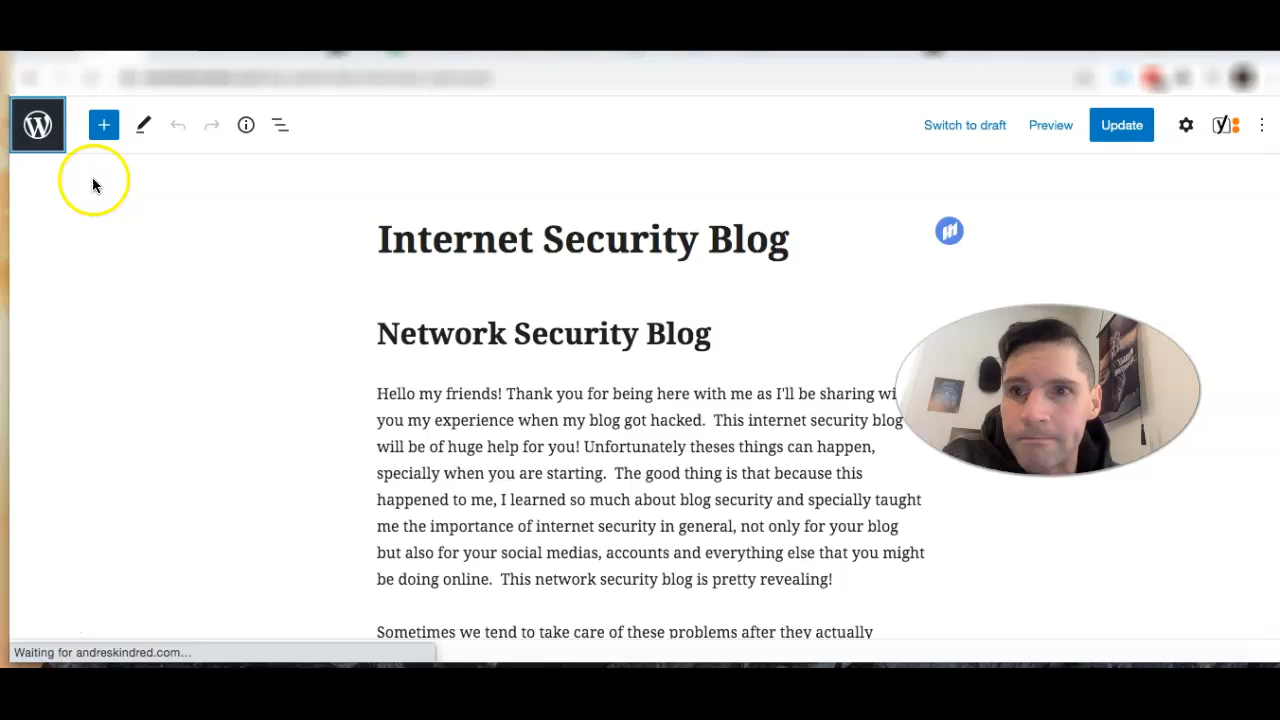 Switch to draft
Preview
Update
Internet Security Blog
Network Security Blog
Hello my friends! Thank you for being here with me as I'll be sharing
you my experience when my blog got hacked.  This internet security blog
will be of huge help for you! Unfortunately theses things can happen,
specially when you are starting.  The good thing is that because this
happened to me, I learned so much about blog security and specially taught
me the importance of internet security in general, not only for your blog
but also for your social medias, accounts and everything else that you might
be doing online.  This network security blog is pretty revealing!
Sometimes we tend to take care of these problems after they actually
Waiting for andreskindred.com...